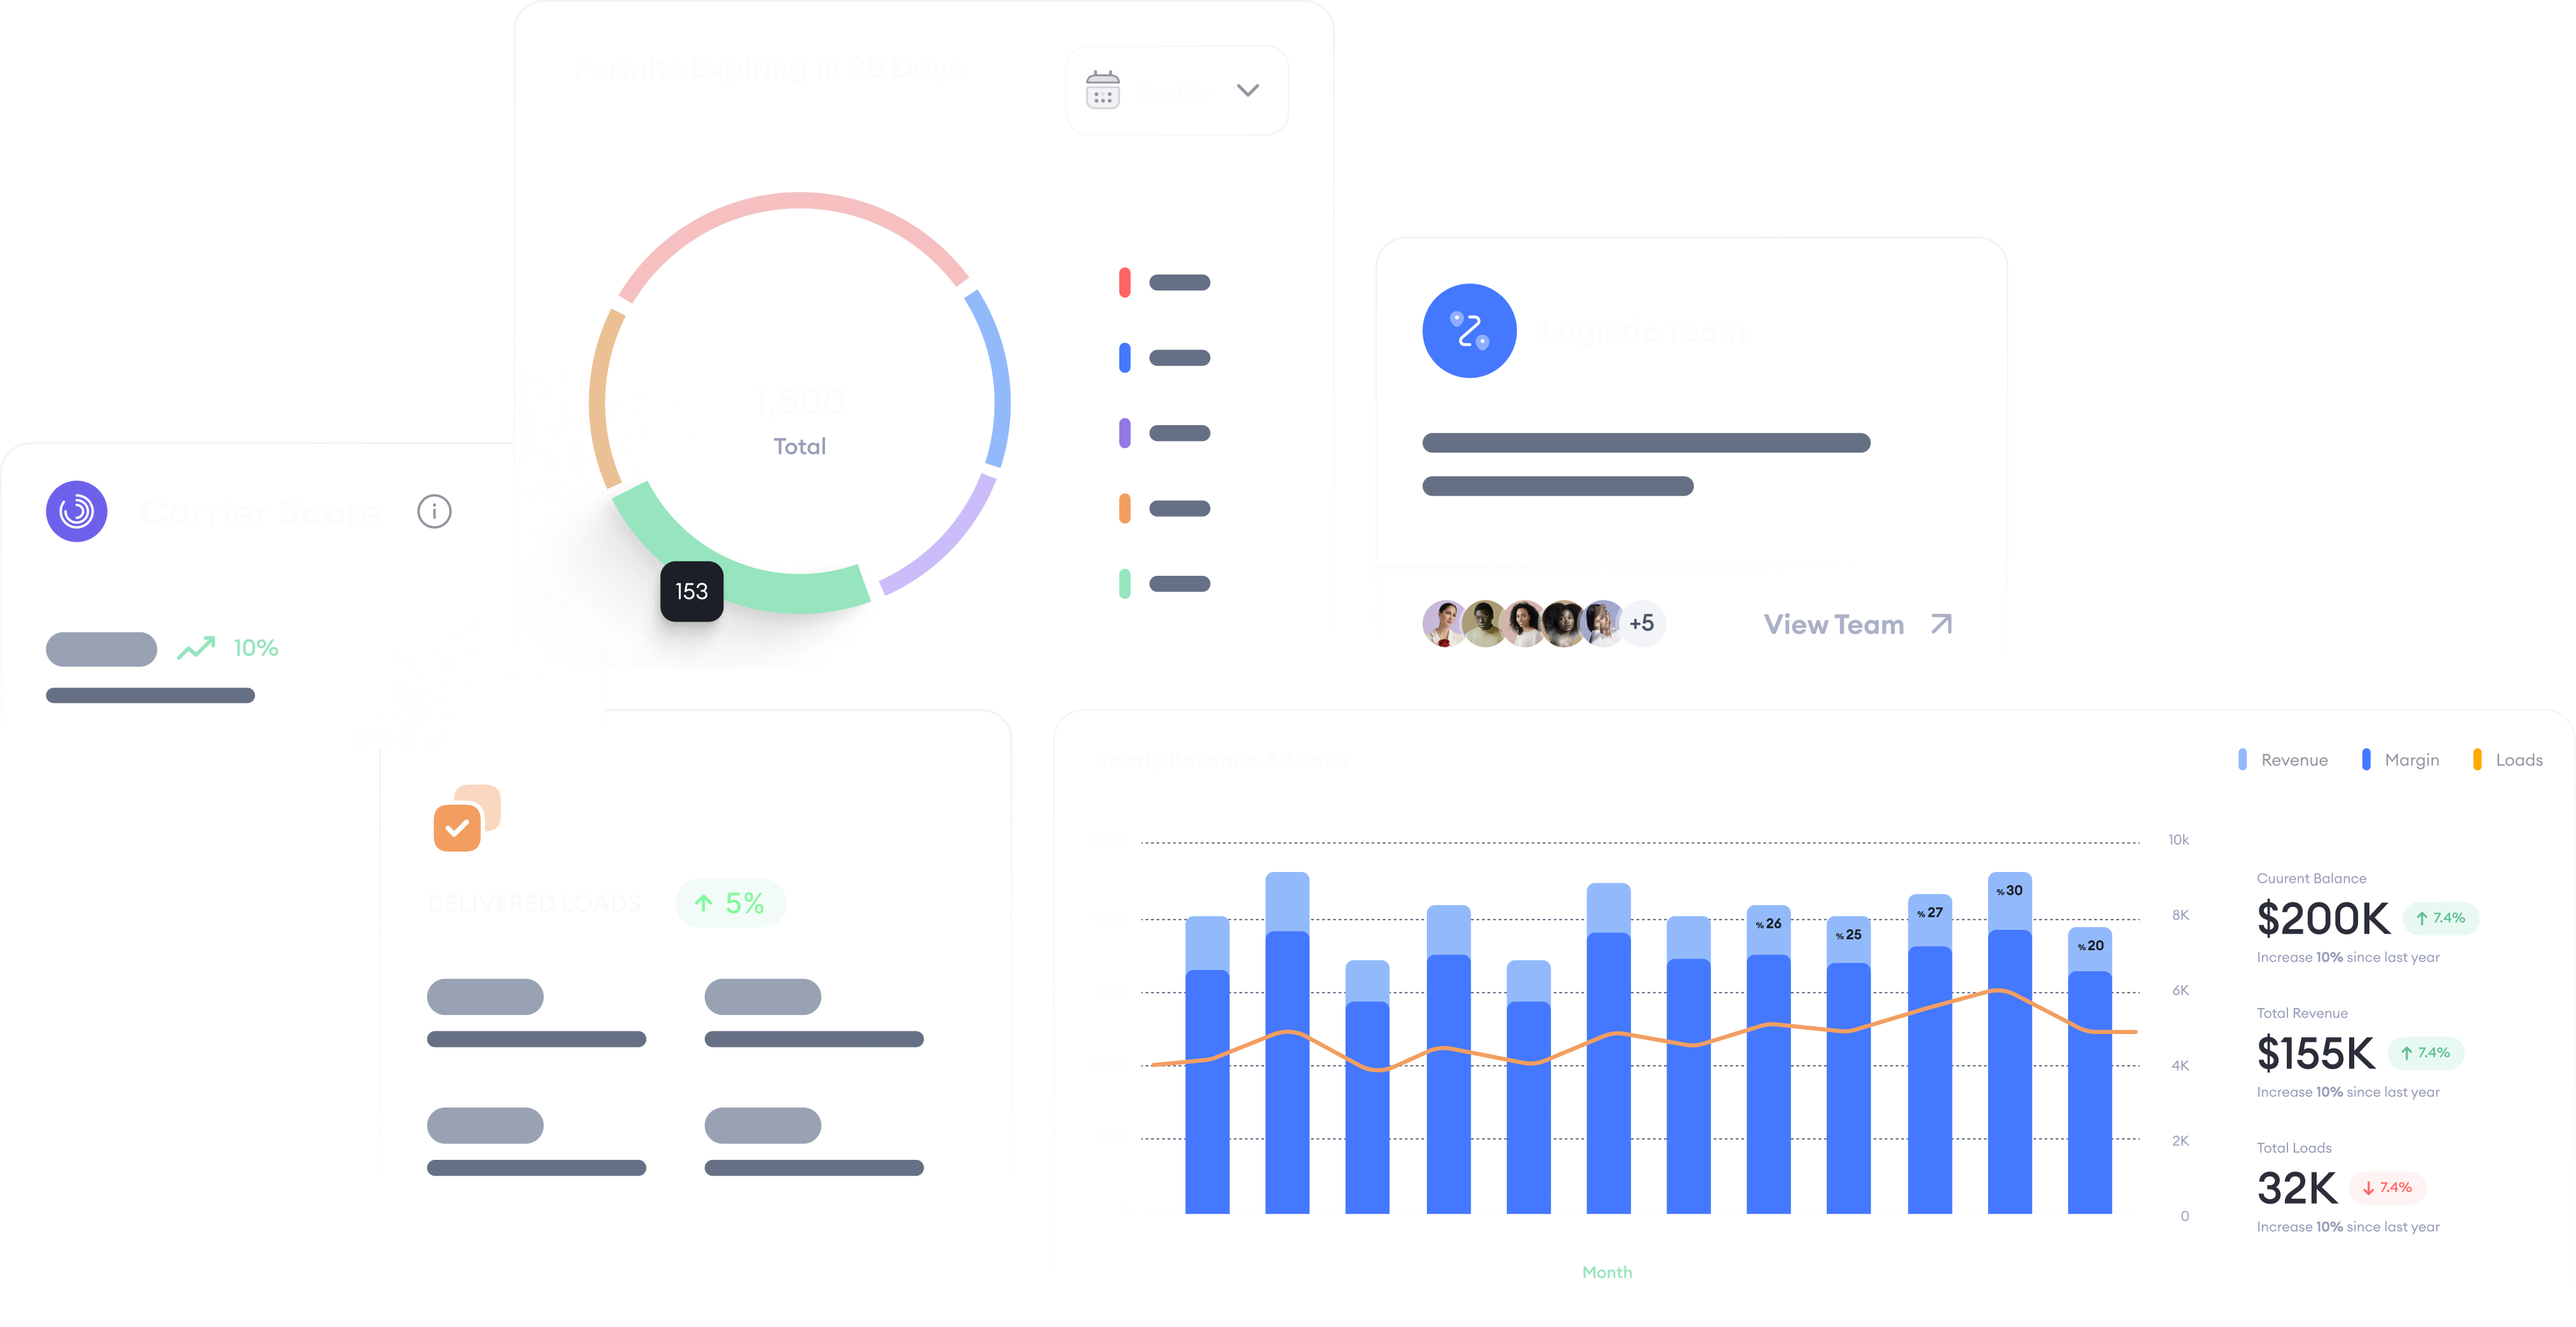 Permits Expiring in 30 Days
Monthly
1,500
Total
153
Logistic Team
+5
View Team
Carrier Score
10%
DELIVERED LOADS
5%
Yearly Revenue & Loads
Revenue
Margin
Loads
10k
8K
6K
4K
2K
0
%26
%25
%27
%30
%20
Month
Cuurent Balance
$200K
7.4%
Increase 10% since last year
Total Revenue
$155K
7.4%
Increase 10% since last year
Total Loads
32K
7.4%
Increase 10% since last year